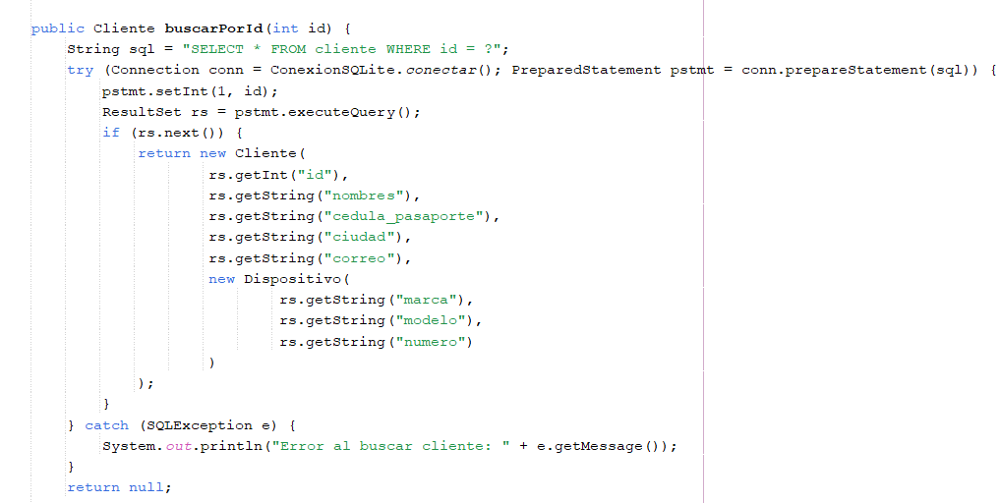 public Cliente buscarPorId(int id) {
String sql = "SELECT * FROM cliente WHERE id = ?";
try (Connection conn = ConexionSQLite.conectar(); PreparedStatement pstmt = conn.prepareStatement(sql)) {
pstmt.setInt(1, id);
ResultSet rs = pstmt.executeQuery();
if (rs.next()) {
return new Cliente(
rs.getInt("id"),
rs.getString("nombres"),
rs.getString("cedula_pasaporte"),
rs.getString("ciudad"),
rs.getString("correo"),
new Dispositivo(
rs.getString("marca"),
rs.getString("modelo"),
rs.getString("numero")
)
);
}
} catch (SQLException e) {
System.out.println("Error al buscar cliente: " + e.getMessage());
}
return null;